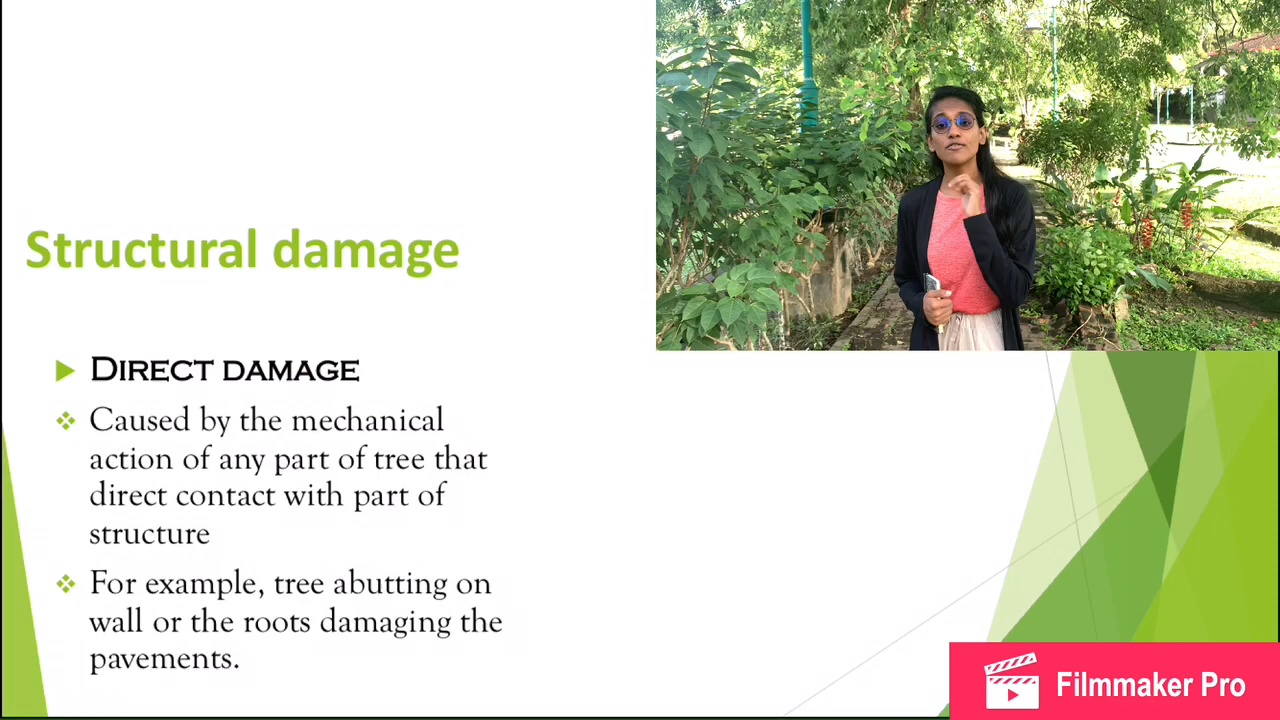 Structural damage
DIRECT DAMAGE
Caused by the mechanical
action of any part of tree that
direct contact with part of
structure
For example, tree abutting on
wall or the roots damaging the
pavements.
Filmmaker Pro